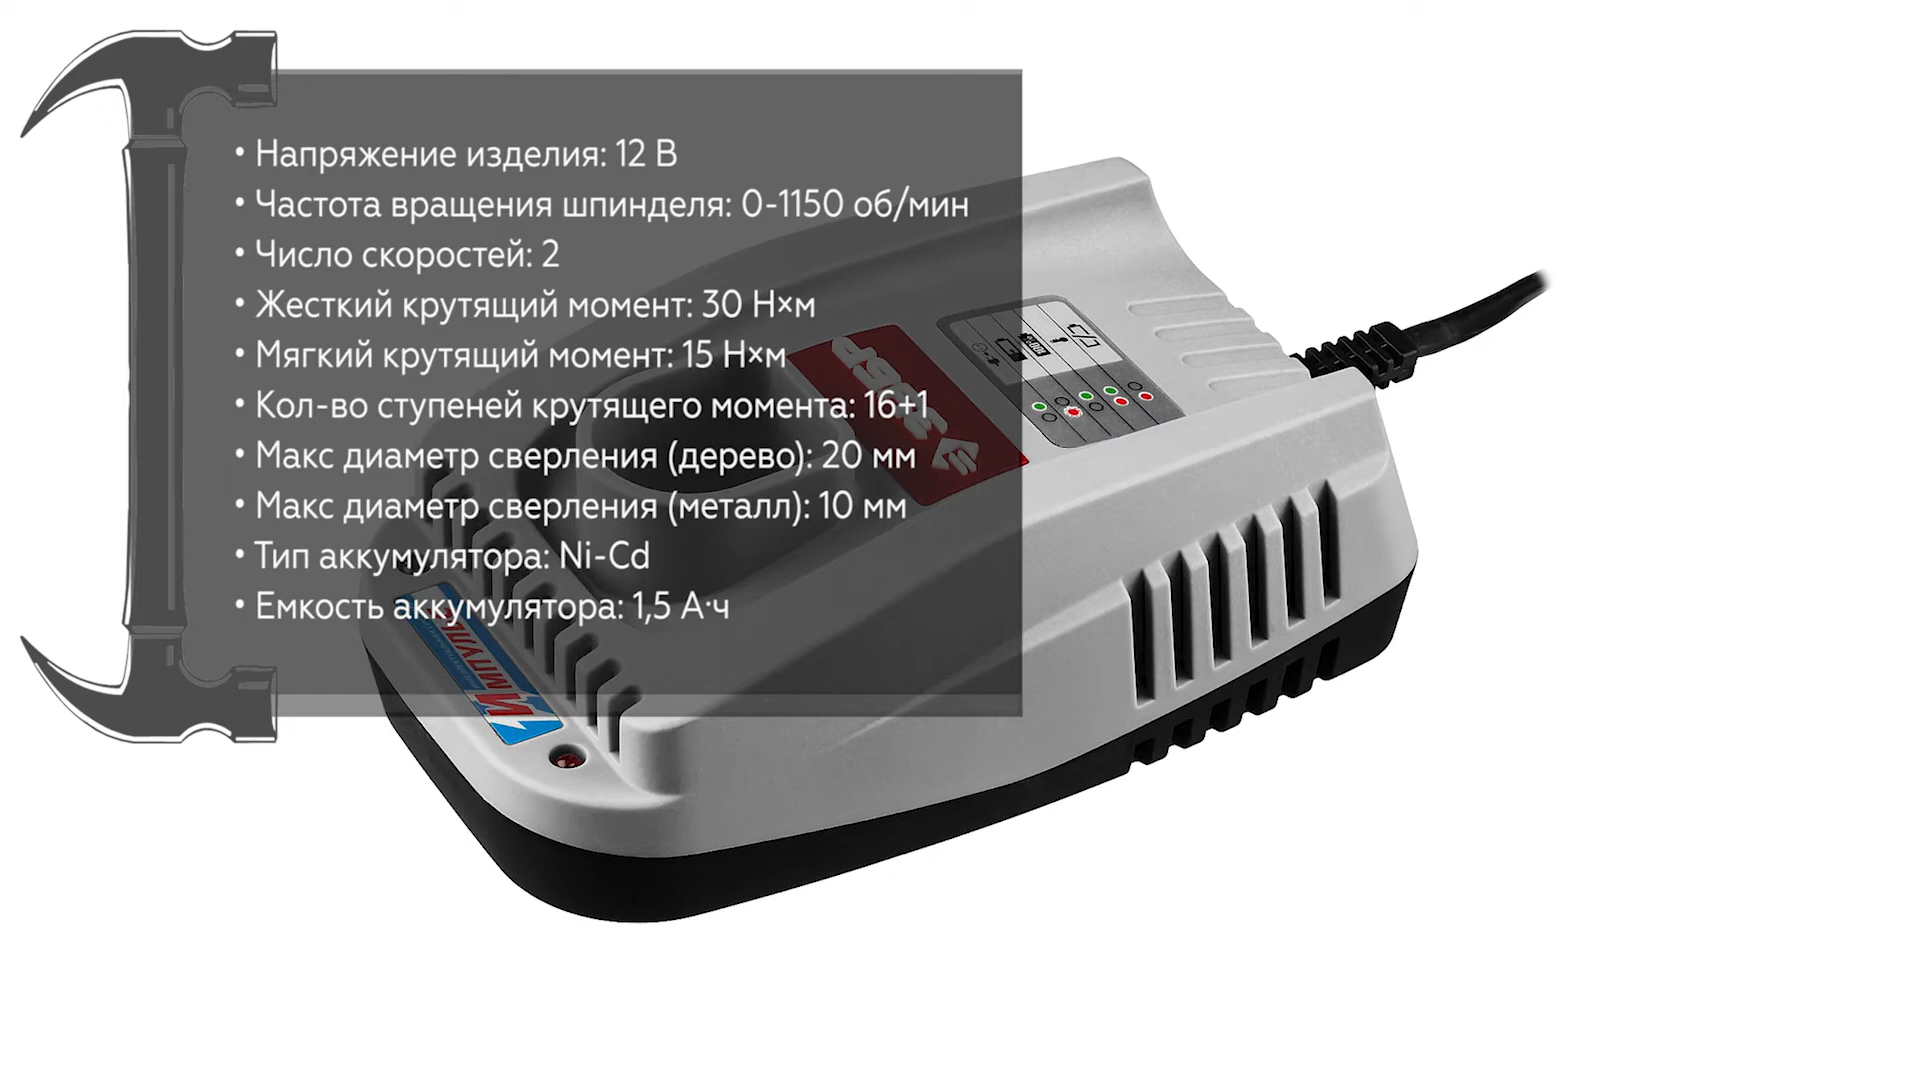 • Напряжение изделия: 12 В
• Частота вращения шпинделя: 0-1150 об/мин
• Число скоростей: 2
• Жесткий крутящий момент: 30 Н×м
• Мягкий крутящий момент: 15 Н×м
• Кол-во ступеней крутящего момента: 16+1
• Макс диаметр сверления (дерево): 20 мм
• Макс диаметр сверления (металл): 10 мм
• Тип аккумулятора: Ni-Cd
• Емкость аккумулятора: 1,5 А·ч
ЗУБР
ИМПУЛЬС